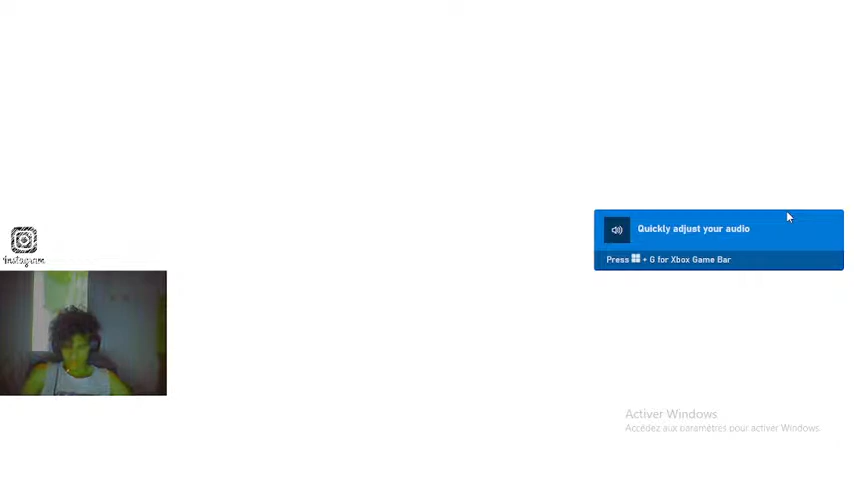 Quickly adjust your audio
Press + G for Xbox Game Bar
Instagram
Activer Windows
Accédez aux paramètres pour activer Windows.